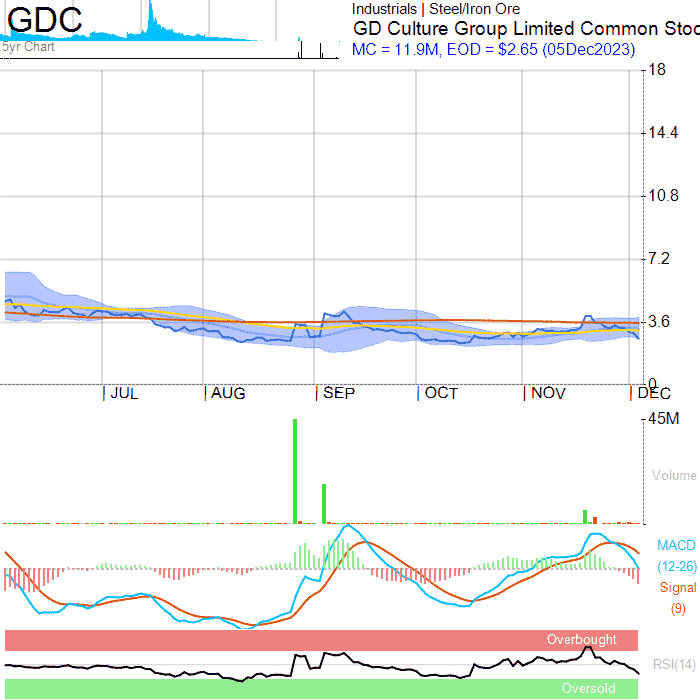 GDC
5yr Chart
Industrials | Steel/Iron Ore
GD Culture Group Limited Common Stoc
MC = 11.9M, EOD = $2.65 (05Dec2023)
18
14.4
10.8
7.2
3.6
0
JUL
AUG
SEP
OCT
NOV
DEC
45M
Volume
MACD
(12-26)
Signal
(9)
Overbought
RSI(14)
Oversold